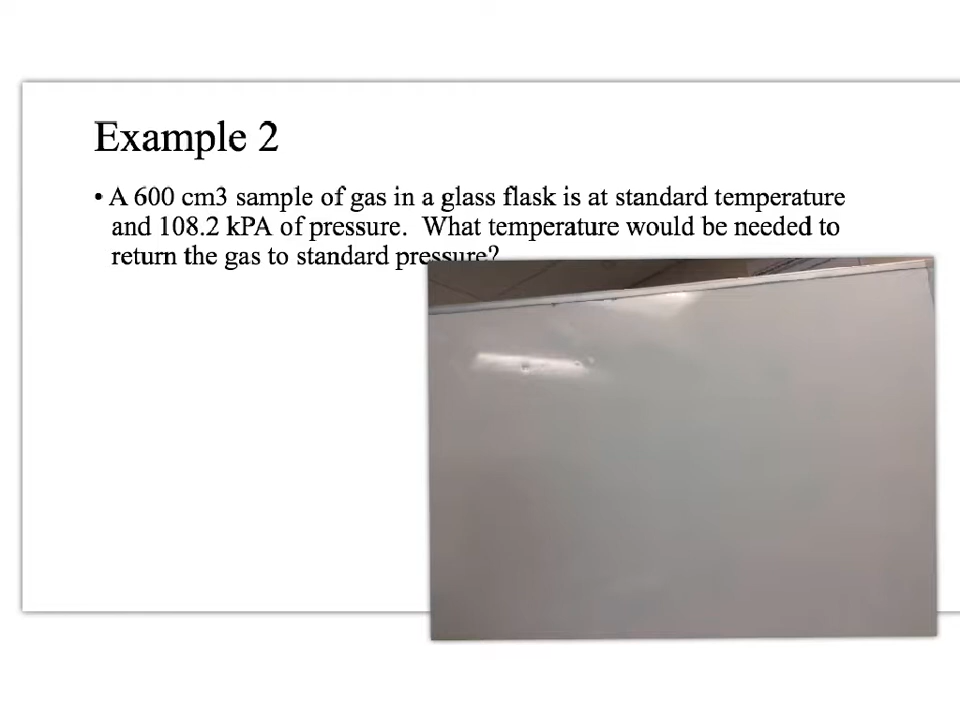 Example 2
• A 600 cm3 sample of gas in a glass flask is at standard temperature
and 108.2 kPA of pressure.  What temperature would be needed to
return the gas to standard pressure?